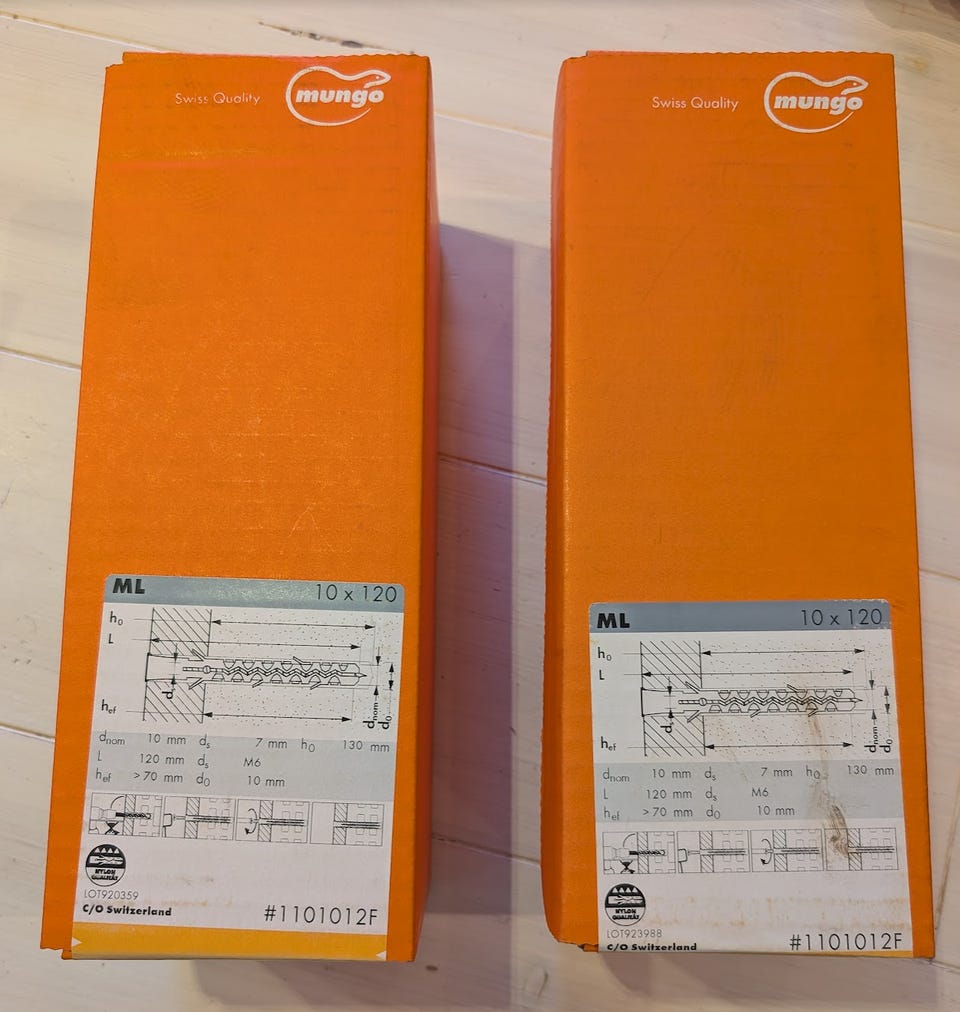 Swiss Quality mungo
ML 10 x 120
h0
L
d
hef
dnom
d0
dnom 10 mm ds 7 mm h0 130 mm
L 120 mm ds M6
hef >70 mm d0 10 mm
NYLON
QUALITÄT
LOT920359
C/O Switzerland #1101012F
Swiss Quality mungo
ML 10 x 120
h0
L
ds
hef
dnom
d0
dnom 10 mm ds 7 mm h0 130 mm
L 120 mm ds M6
hef >70 mm d0 10 mm
NYLON
QUALITÄT
LOT923988
C/O Switzerland #1101012F